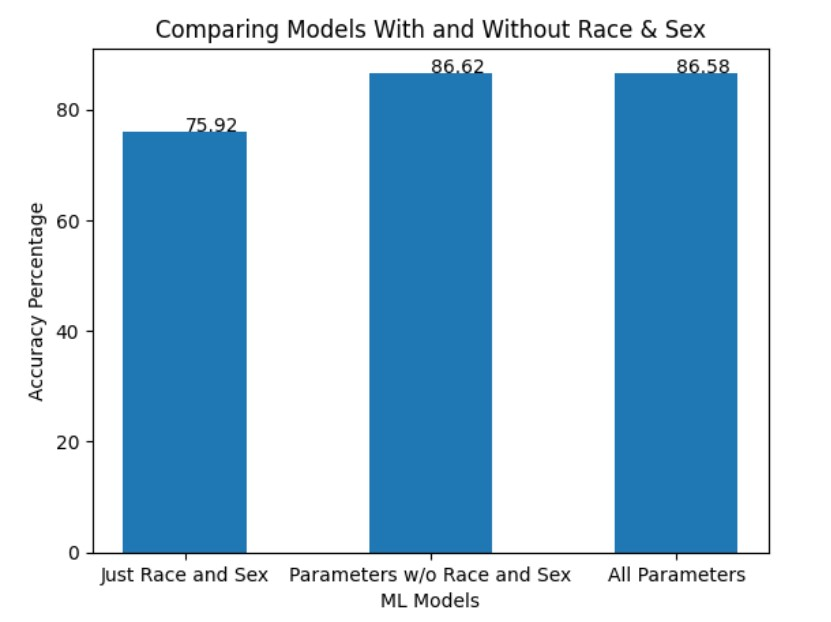 Comparing Models With and Without Race & Sex
75.92
86.62
86.58
80
60
40
20
0
Accuracy Percentage
Just Race and Sex
Parameters w/o Race and Sex
All Parameters
ML Models